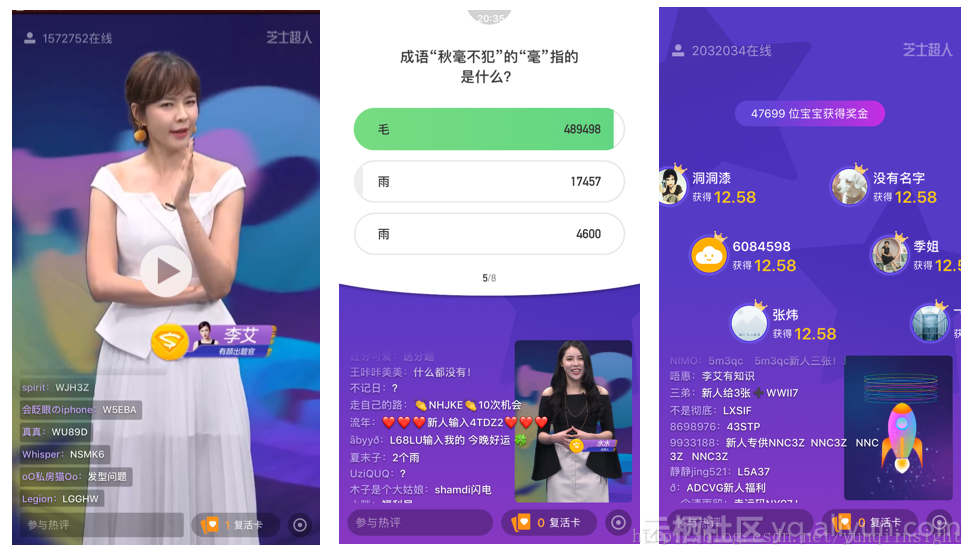 1572752在线
芝士超人
李艾
有颜出题官
spirit： WJH3Z
会眨眼のiphone： W5EBA
真真： WU89D
Whisper： NSMK6
oO私房猫Oo： 发型问题
Legion： LGGHW
参与热评
1 复活卡
20:35
成语“秋毫不犯”的“毫”指的
是什么?
毛 489498
雨 17457
雨 4600
5/8
王咔咔美美： 什么都没有!
不记日： ?
走自己的路： 👏NHJKE👏10次机会
流年： ❤️❤️❤️新人输入4TDZ2❤️❤️❤️
âbyyð： L68LU输入我的 今晚好运 🍀
夏末子： 2个雨
UziQUQ： ?
木子是个大姑娘： shamdi闪电
水水
参与热评
0 复活卡
2032034在线
芝士超人
47699 位宝宝获得奖金
洞洞漆
获得 12.58
没有名字
获得 12.58
6084598
获得 12.58
季姐
获得 12.5
张炜
获得 12.58
NIMO： 5m3qc 5m3qc新人三张!
唔惠： 李艾有知识
三弟： 新人给3张 ➕ WWII7
不是彻底： LXSIF
8698976： 43STP
9933188： 新人专供NNC3Z NNC3Z NNC
3Z NNC3Z
静静jing521： L5A37
ð： ADCVG新人福利
参与热评
0 复活卡
云栖社区 yq.aliyun.com